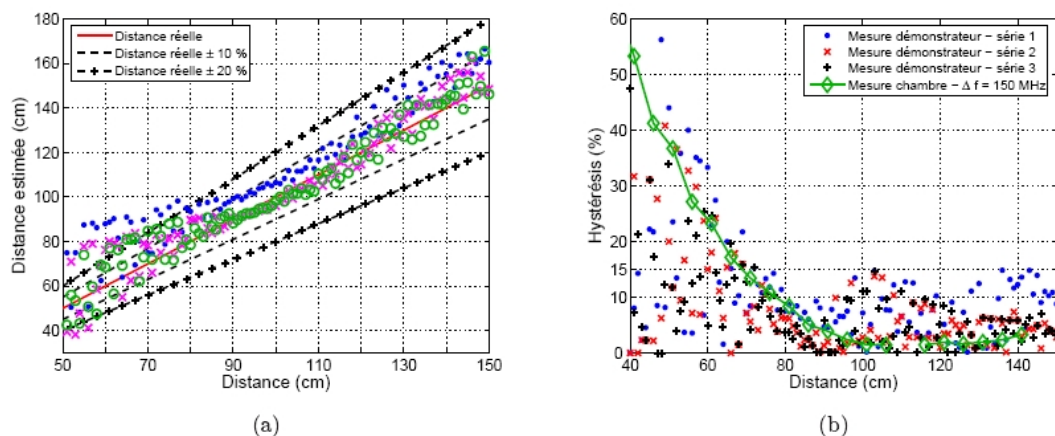 180
160
140
120
100
80
60
40
Distance estimée (cm)
Distance réelle
Distance réelle ± 10 %
Distance réelle ± 20 %
50
70
90
110
130
150
Distance (cm)
(a)
60
50
40
30
20
15
10
5
0
Hystérésis (%)
Mesure démonstrateur – série 1
Mesure démonstrateur – série 2
Mesure démonstrateur – série 3
Mesure chambre – Δ f = 150 MHz
40
60
80
100
120
140
Distance (cm)
(b)